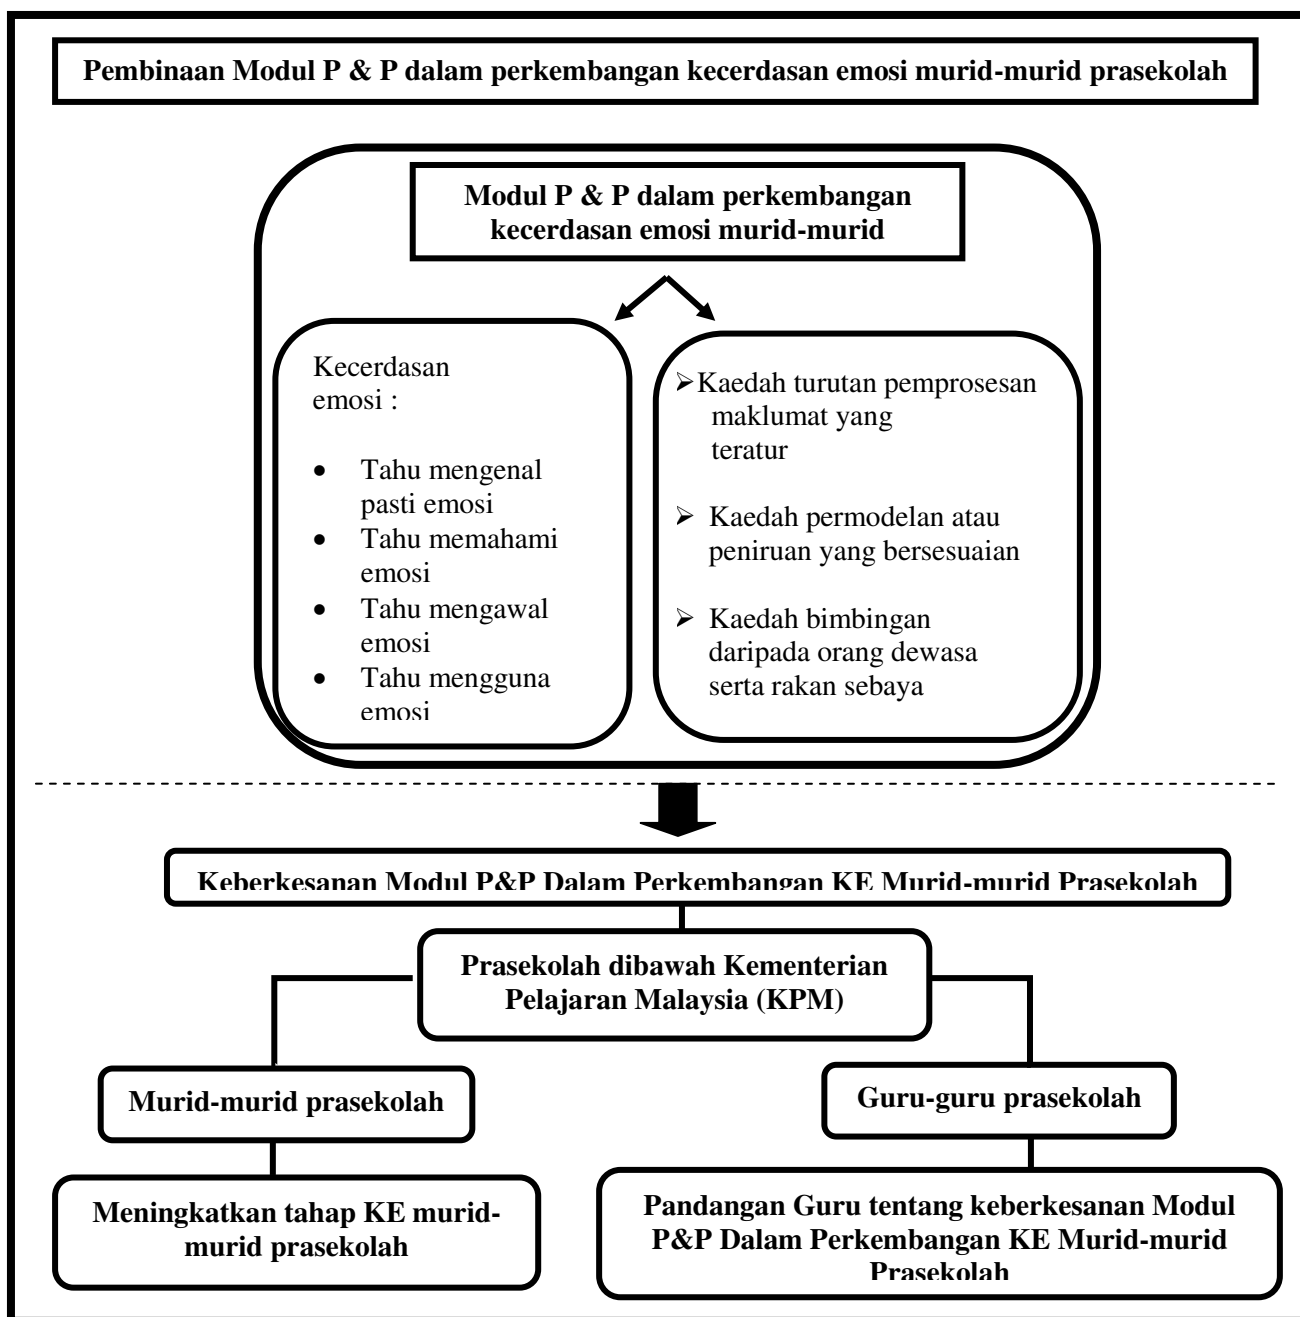 Pembinaan Modul P & P dalam perkembangan kecerdasan emosi murid-murid prasekolah
Modul P & P dalam perkembangan
kecerdasan emosi murid-murid
Kecerdasan
emosi :
• Tahu mengenal
pasti emosi
• Tahu memahami
emosi
• Tahu mengawal
emosi
• Tahu mengguna
emosi
➢Kaedah turutan pemprosesan
maklumat yang
teratur
➢ Kaedah permodelan atau
peniruan yang bersesuaian
➢ Kaedah bimbingan
daripada orang dewasa
serta rakan sebaya
Keberkesanan Modul P&P Dalam Perkembangan KE Murid-murid Prasekolah
Prasekolah dibawah Kementerian
Pelajaran Malaysia (KPM)
Murid-murid prasekolah
Guru-guru prasekolah
Meningkatkan tahap KE murid-
murid prasekolah
Pandangan Guru tentang keberkesanan Modul
P&P Dalam Perkembangan KE Murid-murid
Prasekolah